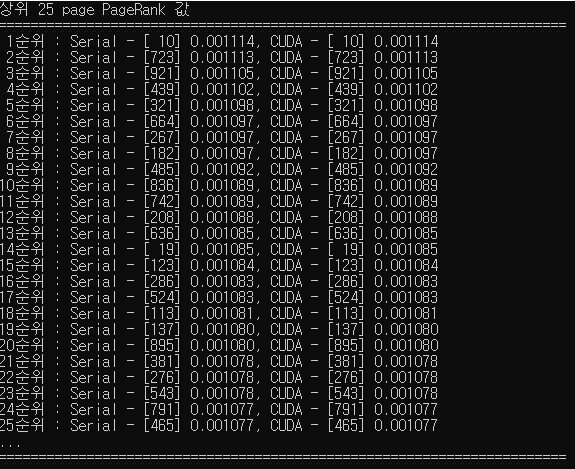 상위 25 page PageRank 값
========================================================================
 1순위 : Serial - [ 10] 0.001114, CUDA - [ 10] 0.001114
 2순위 : Serial - [723] 0.001113, CUDA - [723] 0.001113
 3순위 : Serial - [921] 0.001105, CUDA - [921] 0.001105
 4순위 : Serial - [439] 0.001102, CUDA - [439] 0.001102
 5순위 : Serial - [321] 0.001098, CUDA - [321] 0.001098
 6순위 : Serial - [664] 0.001097, CUDA - [664] 0.001097
 7순위 : Serial - [267] 0.001097, CUDA - [267] 0.001097
 8순위 : Serial - [182] 0.001097, CUDA - [182] 0.001097
 9순위 : Serial - [485] 0.001092, CUDA - [485] 0.001092
10순위 : Serial - [836] 0.001089, CUDA - [836] 0.001089
11순위 : Serial - [742] 0.001089, CUDA - [742] 0.001089
12순위 : Serial - [208] 0.001088, CUDA - [208] 0.001088
13순위 : Serial - [636] 0.001085, CUDA - [636] 0.001085
14순위 : Serial - [ 19] 0.001085, CUDA - [ 19] 0.001085
15순위 : Serial - [123] 0.001084, CUDA - [123] 0.001084
16순위 : Serial - [286] 0.001083, CUDA - [286] 0.001083
17순위 : Serial - [524] 0.001083, CUDA - [524] 0.001083
18순위 : Serial - [113] 0.001081, CUDA - [113] 0.001081
19순위 : Serial - [137] 0.001080, CUDA - [137] 0.001080
20순위 : Serial - [895] 0.001080, CUDA - [895] 0.001080
21순위 : Serial - [381] 0.001078, CUDA - [381] 0.001078
22순위 : Serial - [276] 0.001078, CUDA - [276] 0.001078
23순위 : Serial - [543] 0.001078, CUDA - [543] 0.001078
24순위 : Serial - [791] 0.001077, CUDA - [791] 0.001077
25순위 : Serial - [465] 0.001077, CUDA - [465] 0.001077
...
========================================================================